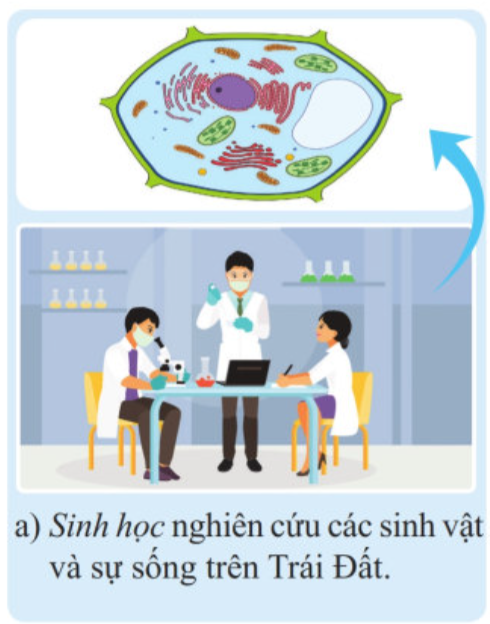 a) Sinh học nghiên cứu các sinh vật
và sự sống trên Trái Đất.